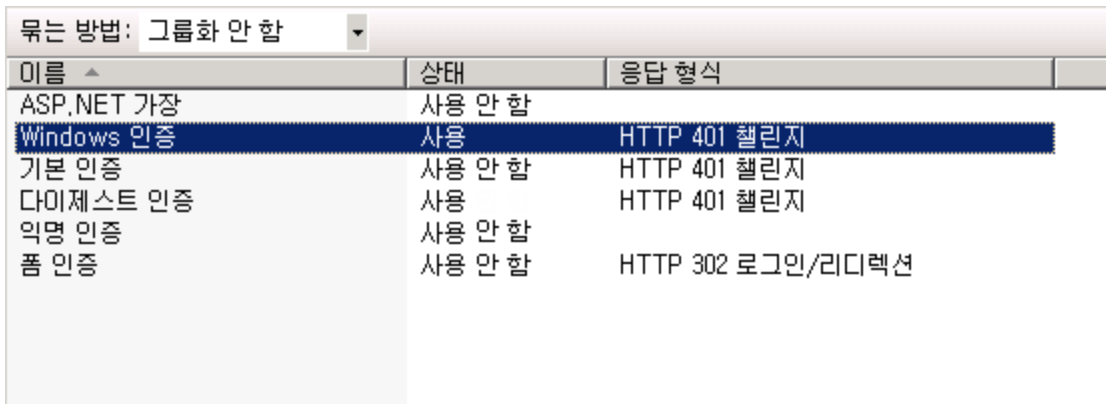 묶는 방법: 그룹화 안 함
이름 상태 응답 형식
ASP.NET 가장 사용 안 함
Windows 인증 사용 HTTP 401 챌린지
기본 인증 사용 안 함 HTTP 401 챌린지
다이제스트 인증 사용 HTTP 401 챌린지
익명 인증 사용 안 함
폼 인증 사용 안 함 HTTP 302 로그인/리디렉션